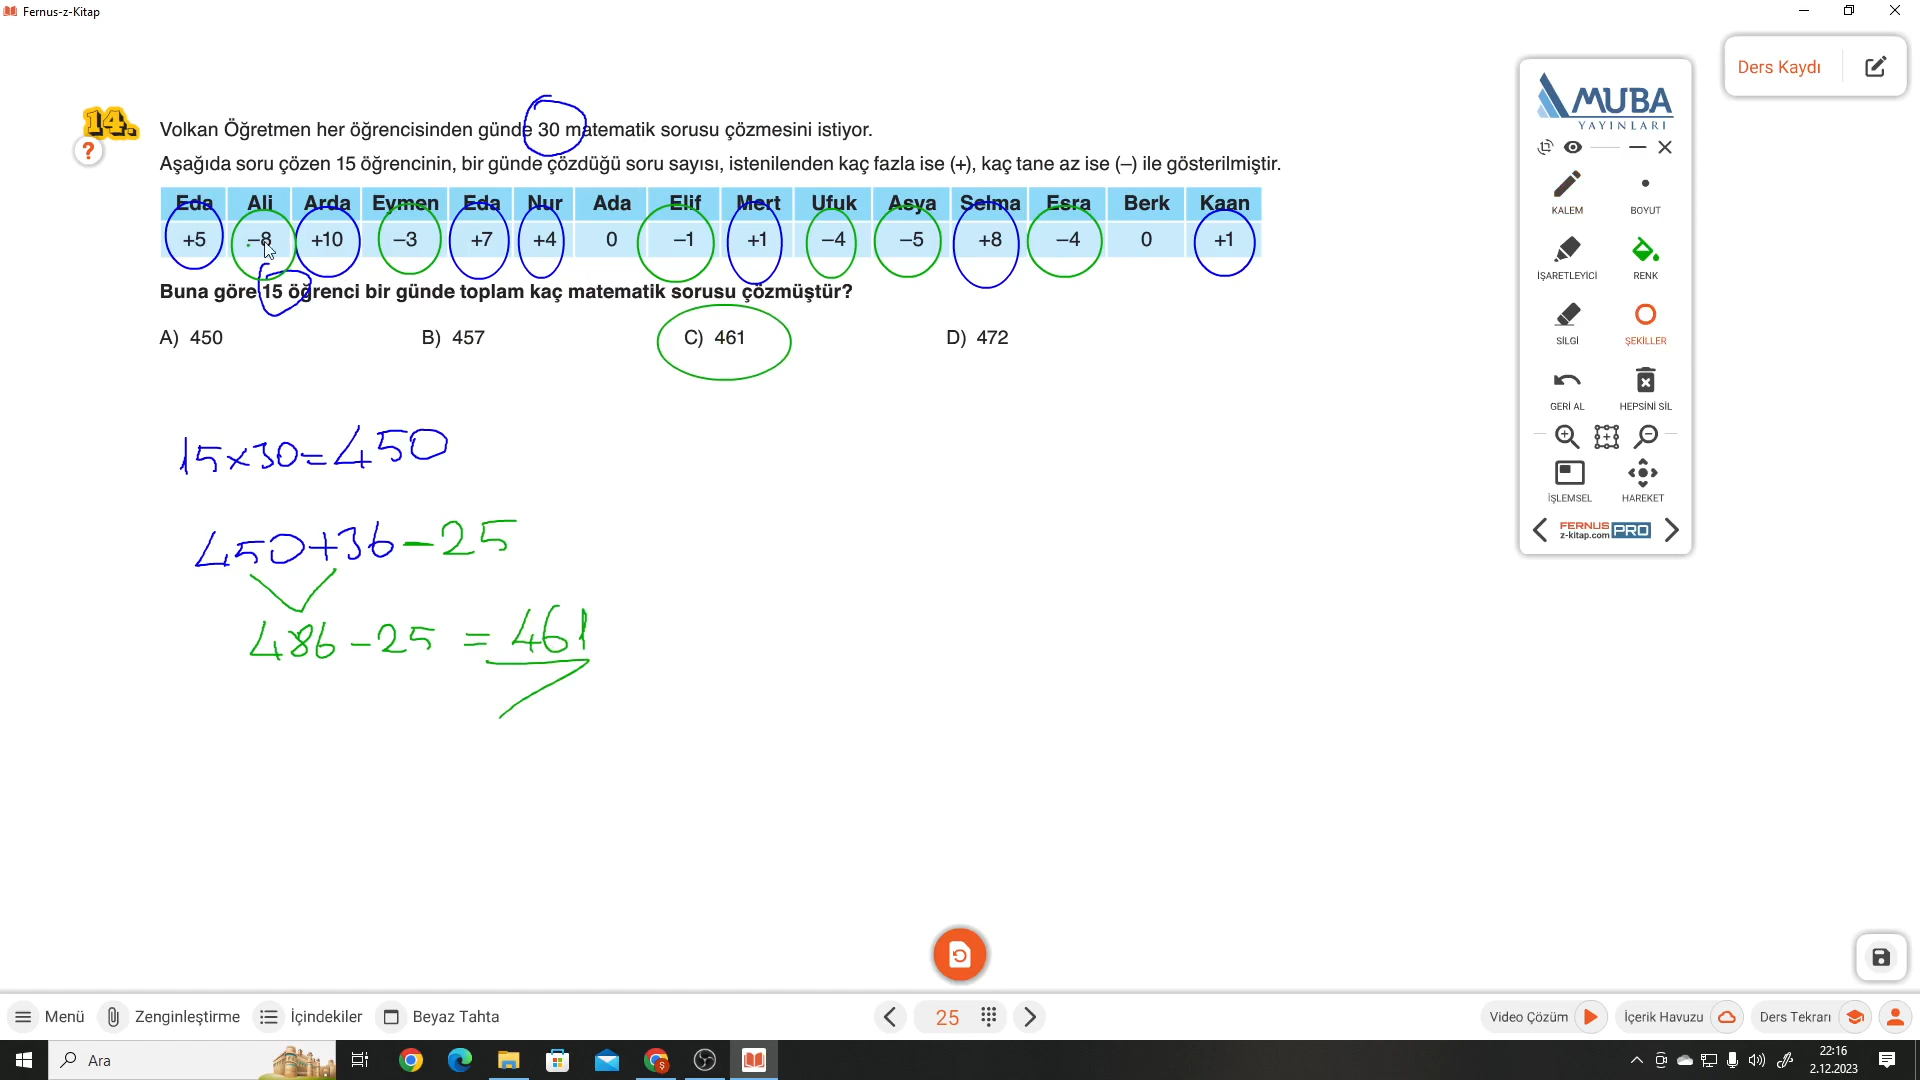 Fernus-z-Kitap
Ders Kaydı
14.
?
Volkan Öğretmen her öğrencisinden günde 30 matematik sorusu çözmesini istiyor.
Aşağıda soru çözen 15 öğrencinin, bir günde çözdüğü soru sayısı, istenilenden kaç fazla ise (+), kaç tane az ise (–) ile gösterilmiştir.
Eda Ali Arda Eymen Eda Nur Ada Elif Mert Ufuk Asya Selma Esra Berk Kaan
+5 –8 +10 –3 +7 +4 0 –1 +1 –4 –5 +8 –4 0 +1
Buna göre 15 öğrenci bir günde toplam kaç matematik sorusu çözmüştür?
A) 450 B) 457 C) 461 D) 472
15x30=450
450+36-25
486-25 = 461
MUBA
YAYINLARI
KALEM BOYUT
İŞARETLEYİCİ RENK
SİLGİ ŞEKİLLER
GERİ AL HEPSİNİ SİL
İŞLEMSEL HAREKET
FERNUS
z-kitap.com PRO
Menü Zenginleştirme İçindekiler Beyaz Tahta 25 Video Çözüm İçerik Havuzu Ders Tekrarı
Ara 22:16
2.12.2023